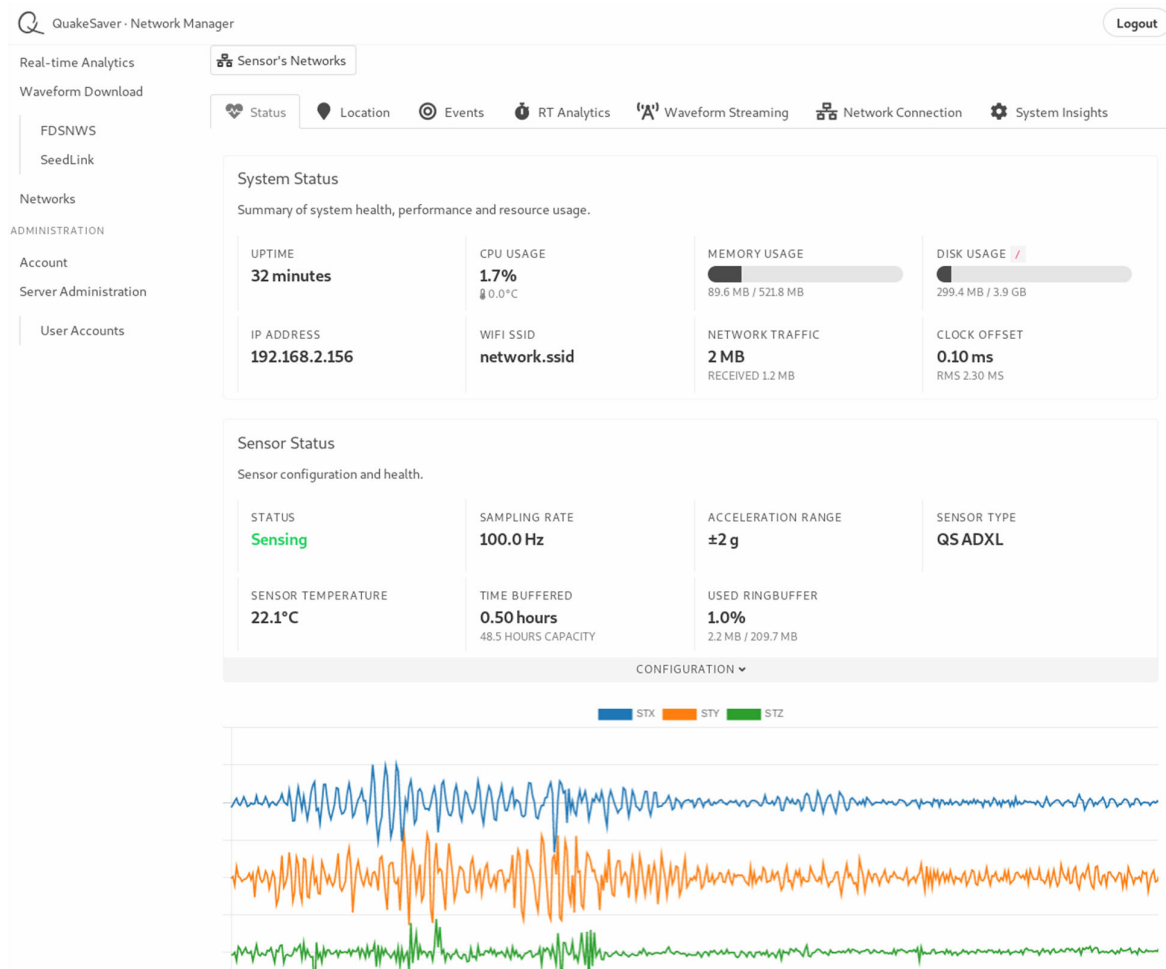 QuakeSaver · Network Manager
Logout
Real-time Analytics
Waveform Download
FDSNWS
SeedLink
Networks
ADMINISTRATION
Account
Server Administration
User Accounts
Sensor's Networks
Status Location Events RT Analytics Waveform Streaming Network Connection System Insights
System Status
Summary of system health, performance and resource usage.
UPTIME CPU USAGE MEMORY USAGE DISK USAGE /
32 minutes 1.7%
0.0°C 89.6 MB / 521.8 MB 299.4 MB / 3.9 GB
IP ADDRESS WIFI SSID NETWORK TRAFFIC CLOCK OFFSET
192.168.2.156 network.ssid 2 MB 0.10 ms
RECEIVED 1.2 MB RMS 2.30 MS
Sensor Status
Sensor configuration and health.
STATUS SAMPLING RATE ACCELERATION RANGE SENSOR TYPE
Sensing 100.0 Hz ±2 g QS ADXL
SENSOR TEMPERATURE TIME BUFFERED USED RINGBUFFER
22.1°C 0.50 hours 1.0%
48.5 HOURS CAPACITY 2.2 MB / 209.7 MB
CONFIGURATION
STX STY STZ